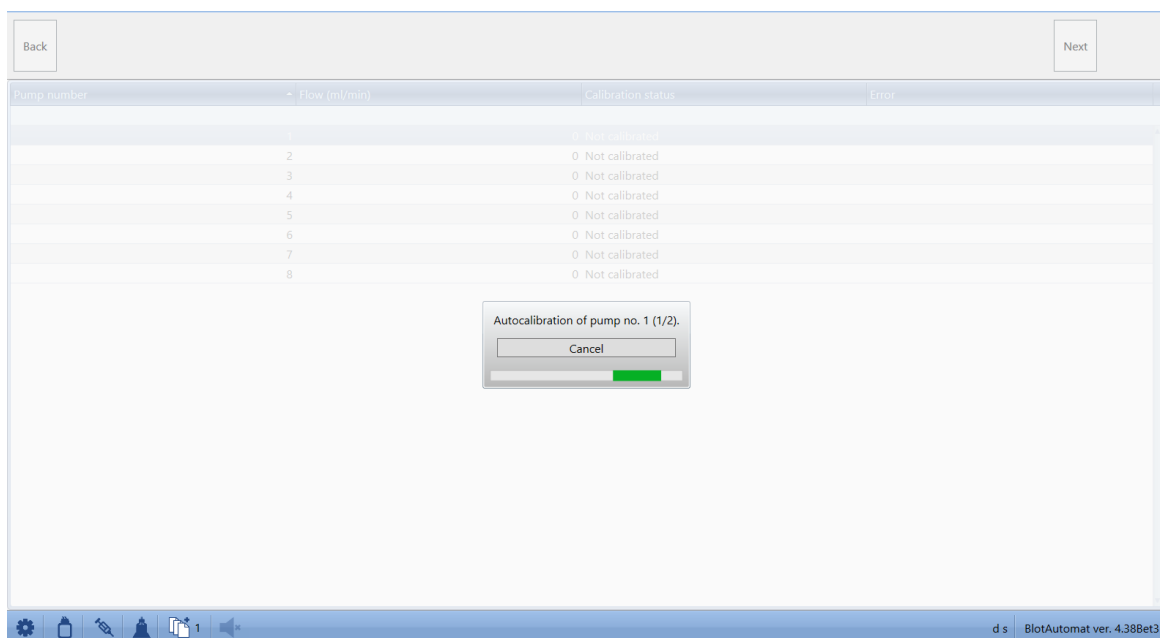 Back
Next
Pump number Flow (ml/min) Calibration status Error
1 0 Not calibrated
2 0 Not calibrated
3 0 Not calibrated
4 0 Not calibrated
5 0 Not calibrated
6 0 Not calibrated
7 0 Not calibrated
8 0 Not calibrated
Autocalibration of pump no. 1 (1/2).
Cancel
1 d s BlotAutomat ver. 4.38Bet3